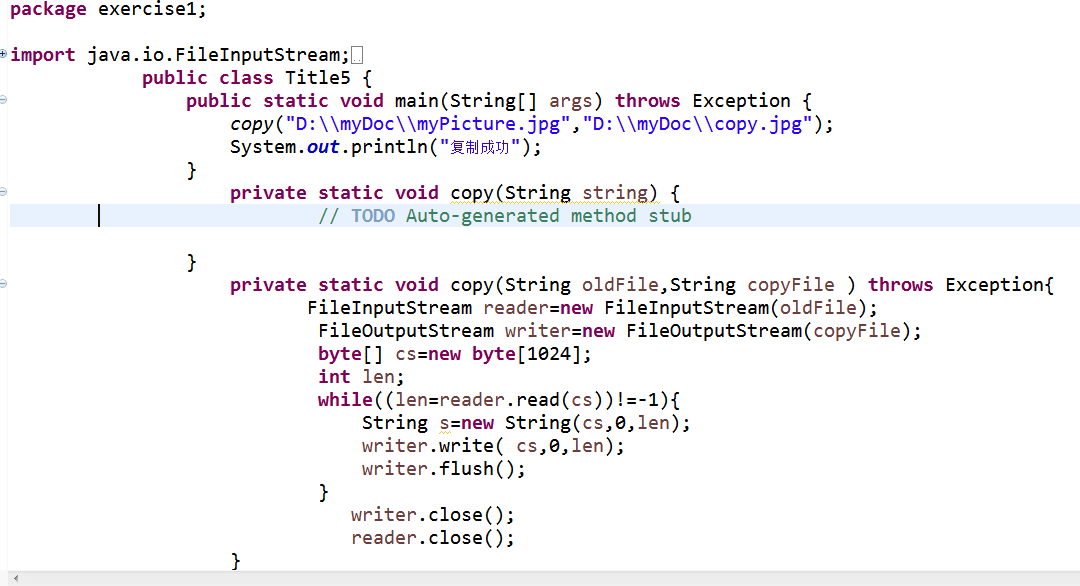 package exercise1;
import java.io.FileInputStream;
public class Title5 {
public static void main(String[] args) throws Exception {
copy("D:\\myDoc\\myPicture.jpg","D:\\myDoc\\copy.jpg");
System.out.println("复制成功");
}
private static void copy(String string) {
// TODO Auto-generated method stub
}
private static void copy(String oldFile,String copyFile ) throws Exception{
FileInputStream reader=new FileInputStream(oldFile);
FileOutputStream writer=new FileOutputStream(copyFile);
byte[] cs=new byte[1024];
int len;
while((len=reader.read(cs))!=-1){
String s=new String(cs,0,len);
writer.write( cs,0,len);
writer.flush();
}
writer.close();
reader.close();
}